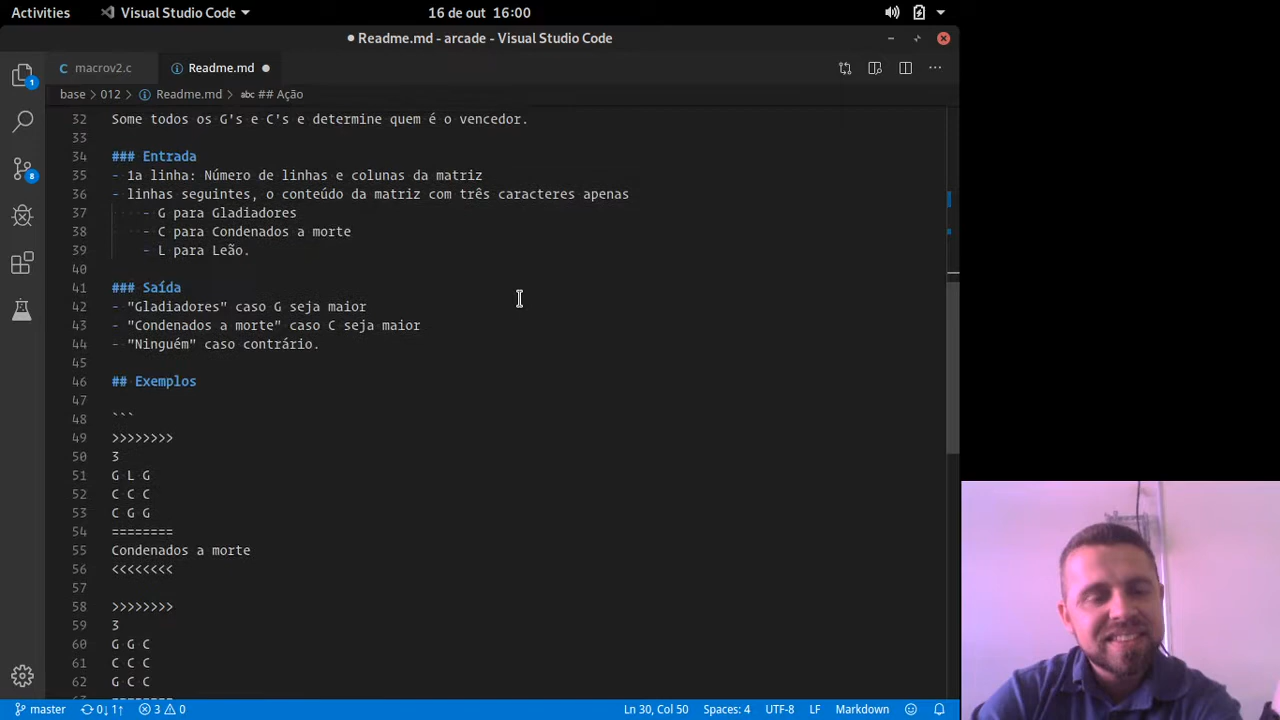 Activities
Visual Studio Code
16 de out 16:00
● Readme.md - arcade - Visual Studio Code
C macrov2.c
Readme.md ●
base > 012 > Readme.md > ## Ação
32 Some todos os G's e C's e determine quem é o vencedor.
33
34 ### Entrada
35 - 1a linha: Número de linhas e colunas da matriz
36 - linhas seguintes, o conteúdo da matriz com três caracteres apenas
37 - G para Gladiadores
38 - C para Condenados a morte
39 - L para Leão.
40
41 ### Saída
42 - "Gladiadores" caso G seja maior
43 - "Condenados a morte" caso C seja maior
44 - "Ninguém" caso contrário.
45
46 ## Exemplos
47
48 ```
49 >>>>>>>>
50 3
51 G L G
52 C C C
53 C G G
54 ========
55 Condenados a morte
56 <<<<<<<<
57
58 >>>>>>>>
59 3
60 G G C
61 C C C
62 G C C
63 ========
1
8
master
0↓ 1↑
3
0
Ln 30, Col 50
Spaces: 4
UTF-8
LF
Markdown